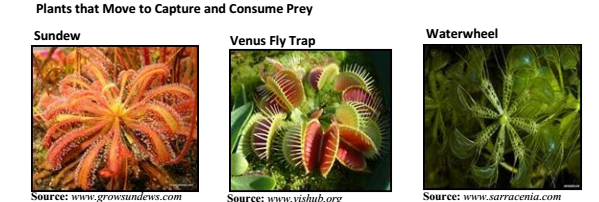 Plants that Move to Capture and Consume Prey
Sundew
Venus Fly Trap
Waterwheel
Source: www.growsundews.com
Source: www.vishub.org
Source: www.sarracenia.com